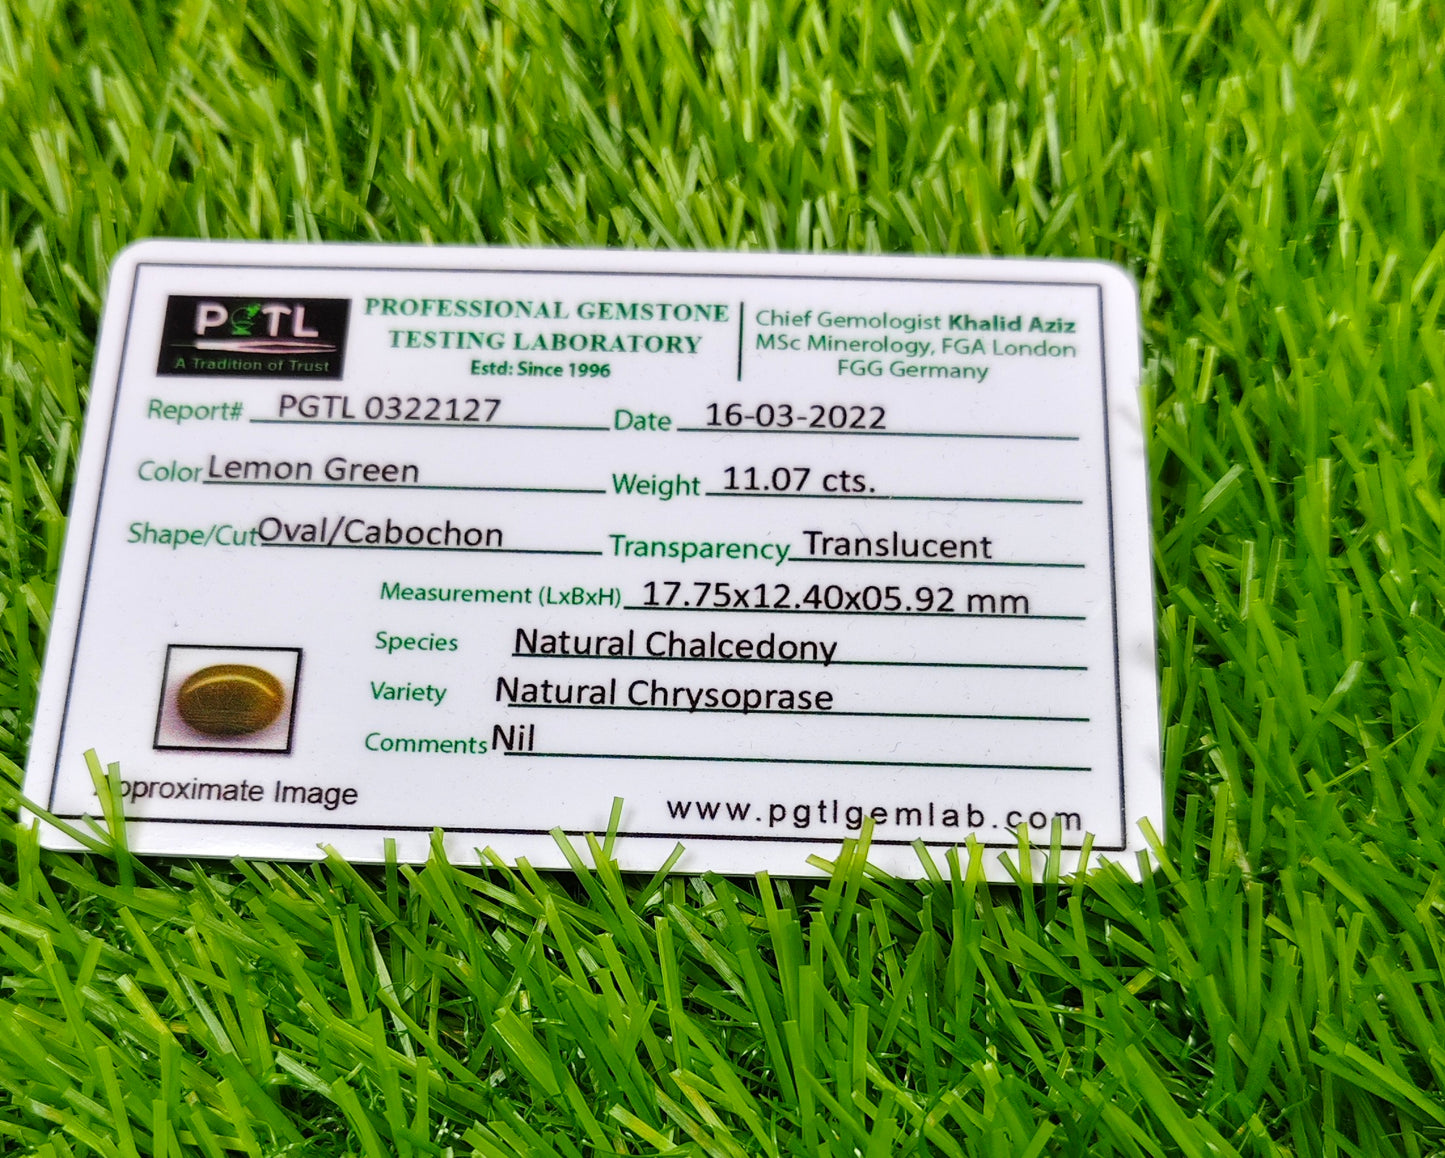 PGTL
A Tradition of Trust
PROFESSIONAL GEMSTONE
TESTING LABORATORY
Estd: Since 1996
Chief Gemologist Khalid Aziz
MSc Minerology, FGA London
FGG Germany
Report# PGTL 0322127 Date 16-03-2022
Color Lemon Green Weight 11.07 cts.
Shape/Cut Oval/Cabochon Transparency Translucent
Measurement (LxBxH) 17.75x12.40x05.92 mm
Species Natural Chalcedony
Variety Natural Chrysoprase
Comments Nil
Approximate Image
www.pgtlgemlab.com